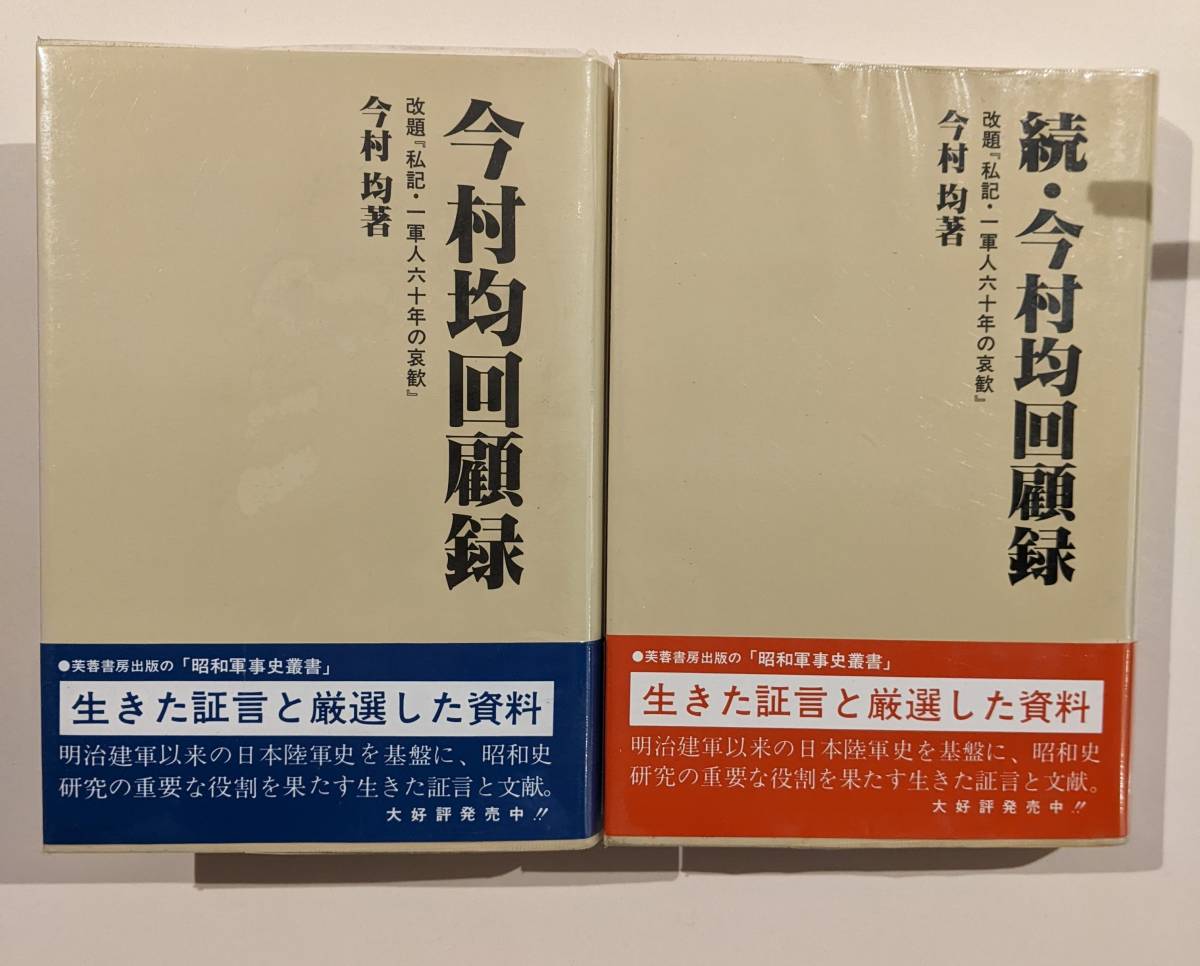 今村均回顧録
改題『私記・一軍人六十年の哀歓』
今村 均著
●芙蓉書房出版の「昭和軍事史叢書」
生きた証言と厳選した資料
明治建軍以来の日本陸軍史を基盤に、昭和史
研究の重要な役割を果たす生きた証言と文献。
大好評発売中!!
続・今村均回顧録
改題『私記・一軍人六十年の哀歓』
今村 均著
●芙蓉書房出版の「昭和軍事史叢書」
生きた証言と厳選した資料
明治建軍以来の日本陸軍史を基盤に、昭和史
研究の重要な役割を果たす生きた証言と文献。
大好評発売中!!